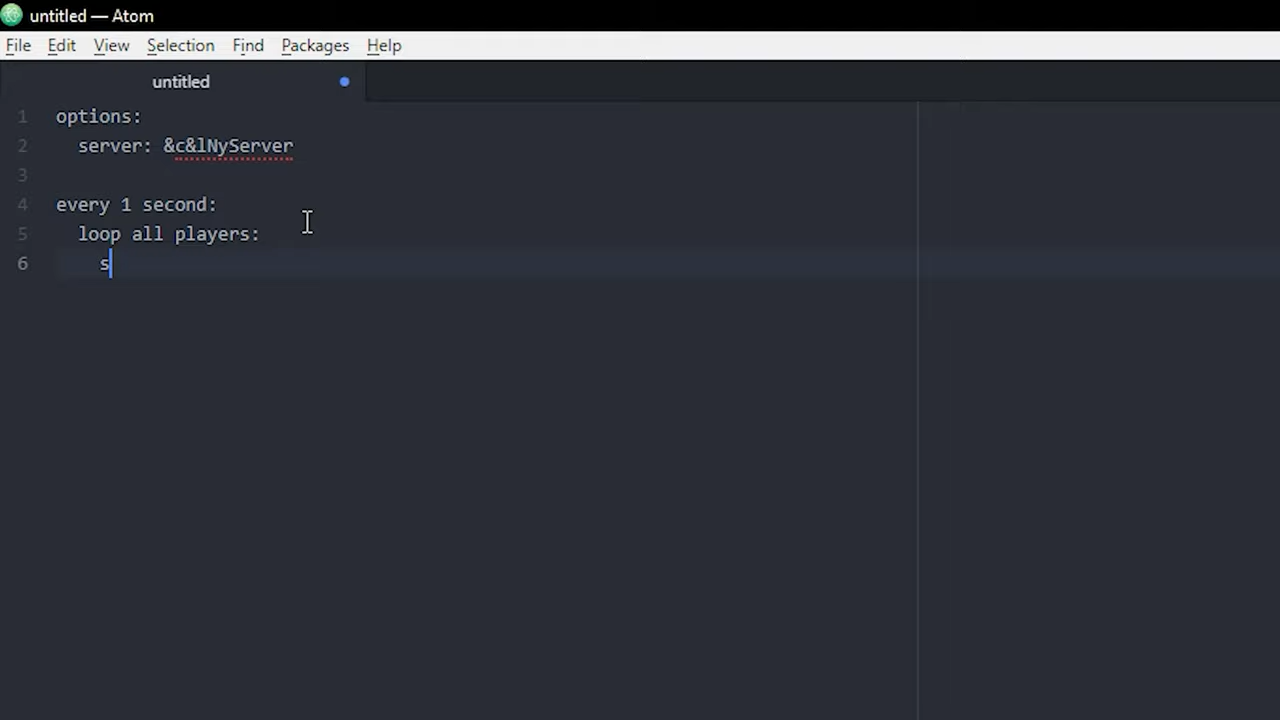 untitled — Atom
File Edit View Selection Find Packages Help
untitled
1 options:
2 server: &c&lNyServer
3
4 every 1 second:
5 loop all players:
6 s